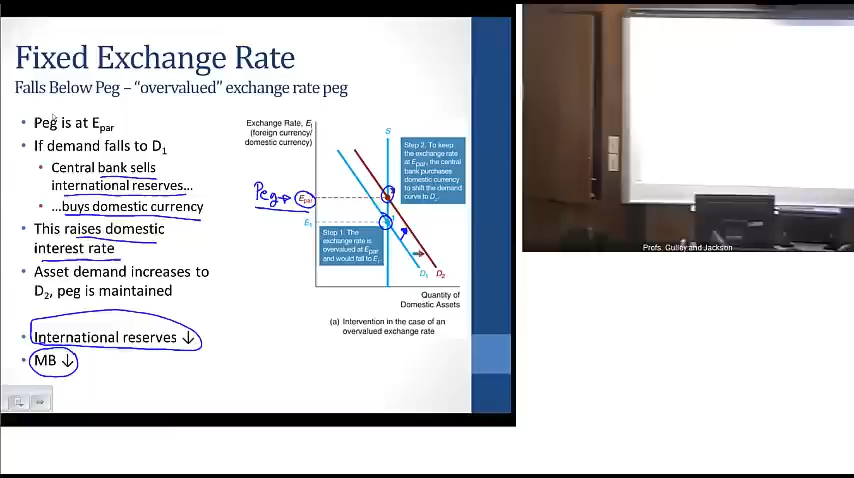 Fixed Exchange Rate
Falls Below Peg – “overvalued” exchange rate peg
• Peg is at Epar
• If demand falls to D1
• Central bank sells
international reserves…
• …buys domestic currency
• This raises domestic
interest rate
• Asset demand increases to
D2, peg is maintained
• International reserves ↓
• MB ↓
Exchange Rate, Et
(foreign currency/
domestic currency)
S
Step 2. To keep
the exchange rate
at Epar, the central
bank purchases
domestic currency
to shift the demand
curve to D2.
Peg → Epar
2
E1
1
Step 1. The
exchange rate is
overvalued at Epar
and would fall to E1.
D1 D2
Quantity of
Domestic Assets
(a) Intervention in the case of an
overvalued exchange rate
Profs. Gulley and Jackson